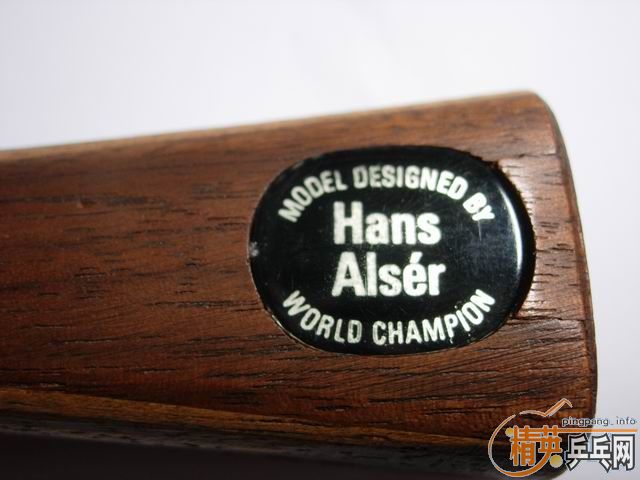 MODEL DESIGNED BY
Hans
Alsér
WORLD CHAMPION
pingpang.info
精英乒乓网